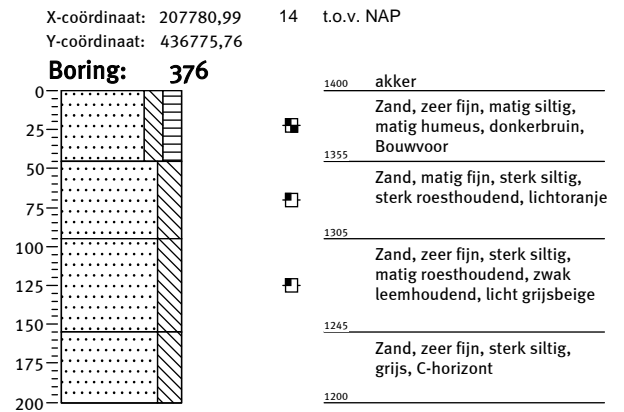 X-coördinaat: 207780,99 14 t.o.v. NAP
Y-coördinaat: 436775,76
Boring: 376
0
25
50
75
100
125
150
175
200
1400 akker
Zand, zeer fijn, matig siltig,
matig humeus, donkerbruin,
Bouwvoor
1355
Zand, matig fijn, sterk siltig,
sterk roesthoudend, lichtoranje
1305
Zand, zeer fijn, sterk siltig,
matig roesthoudend, zwak
leemhoudend, licht grijsbeige
1245
Zand, zeer fijn, sterk siltig,
grijs, C-horizont
1200